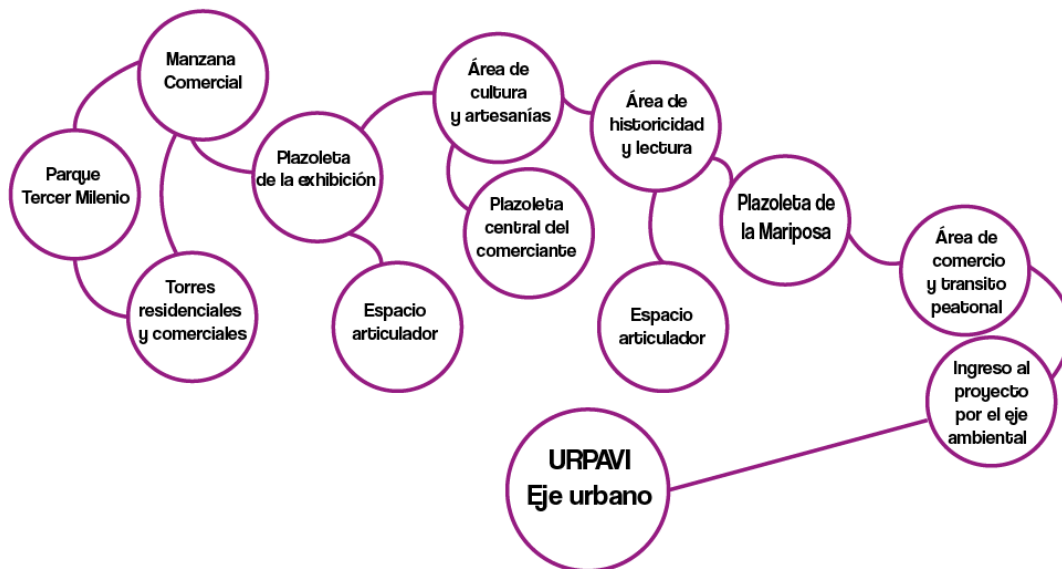 Manzana
Comercial
Parque
Tercer Milenio
Torres
residenciales
y comerciales
Plazoleta
de la exhibición
Espacio
articulador
Área de
cultura
y artesanías
Plazoleta
central del
comerciante
Área de
historicidad
y lectura
Espacio
articulador
Plazoleta de
la Mariposa
Área de
comercio
y transito
peatonal
Ingreso al
proyecto
por el eje
ambiental
URPAVI
Eje urbano